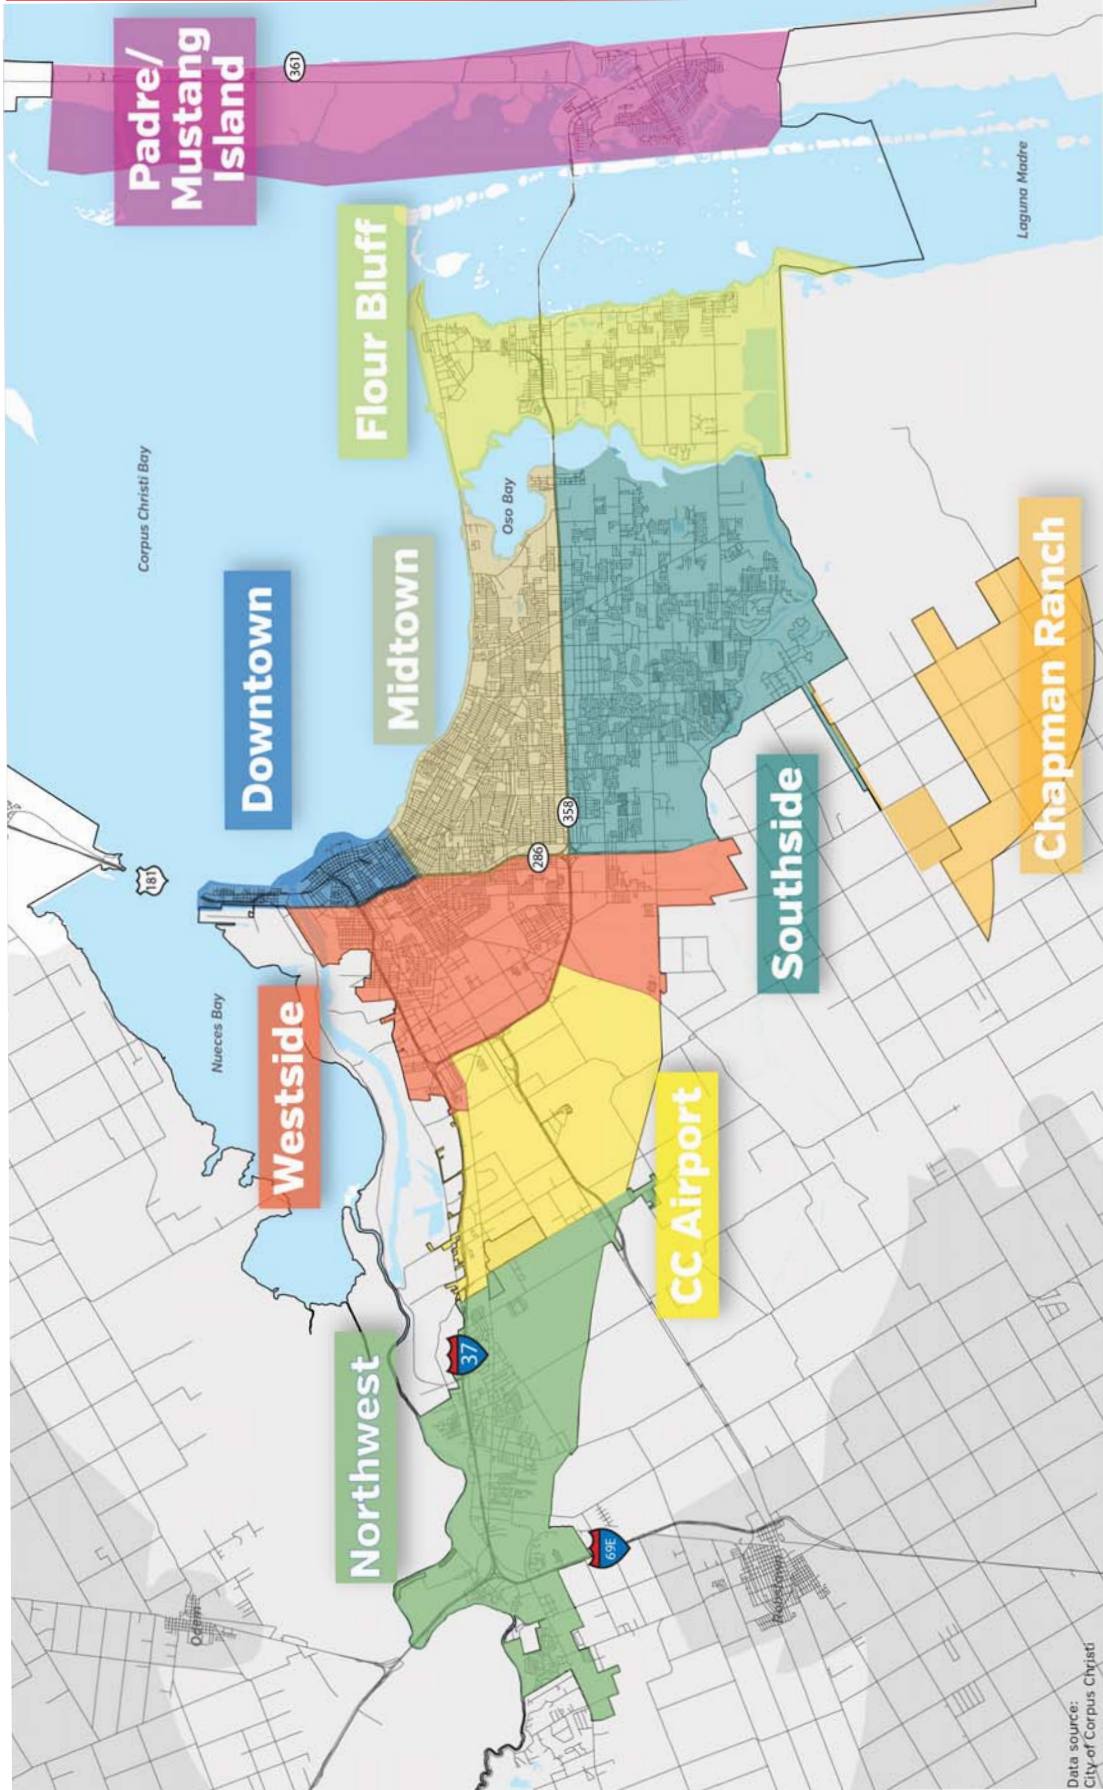 Padre/
Mustang
Island
361
181
Corpus Christi Bay
Nueces Bay
Odem
Downtown
Westside
Northwest
Flour Bluff
Midtown
37
Oso Bay
286
358
69E
CC Airport
Southside
Robstown
Laguna Madre
Chapman Ranch
Data source:
City of Corpus Christi